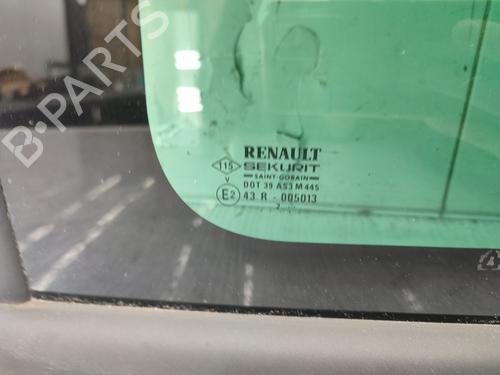 B-PARTS
RENAULT
115 SEKURIT
V SAINT-GOBAIN
DOT 39 AS3 M445
E2 43 R - 005013